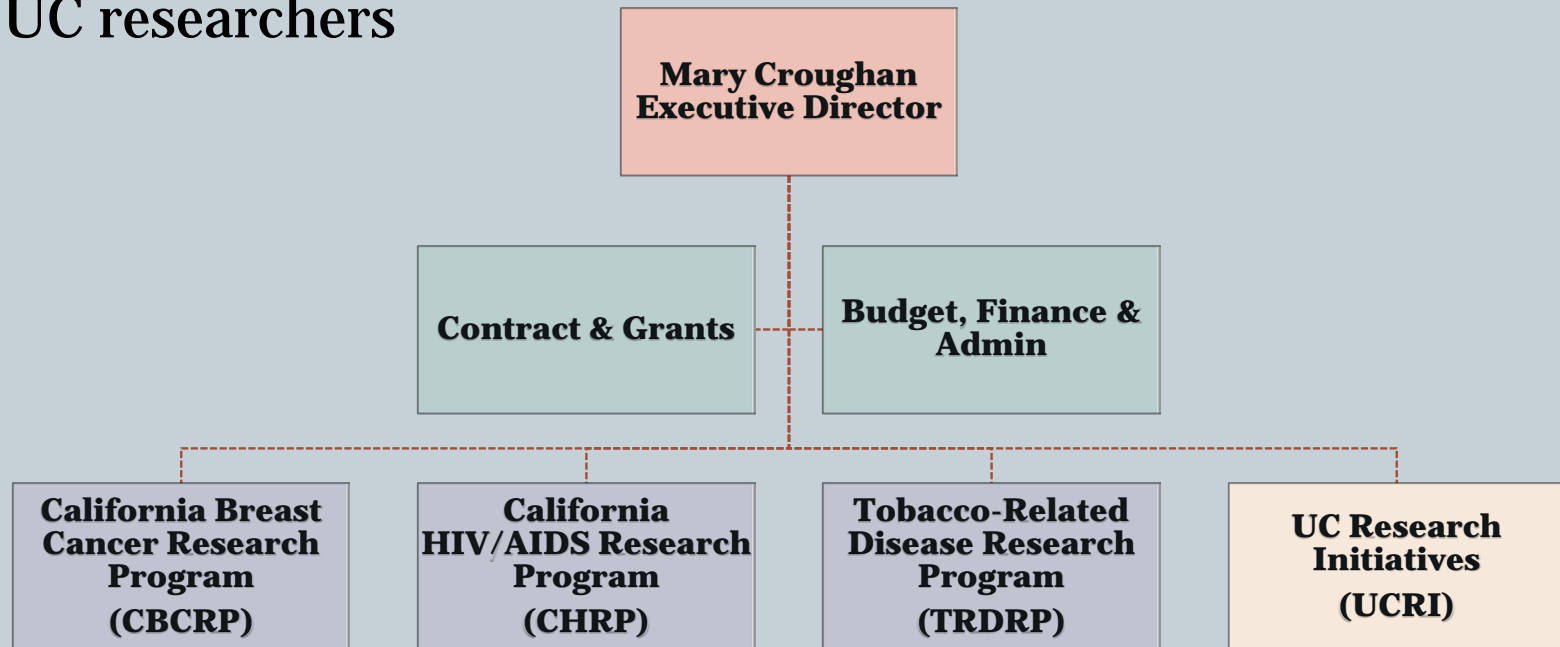 UC researchers
Mary Croughan
Executive Director
Contract & Grants
Budget, Finance &
Admin
California Breast
Cancer Research
Program
(CBCRP)
California
HIV/AIDS Research
Program
(CHRP)
Tobacco-Related
Disease Research
Program
(TRDRP)
UC Research
Initiatives
(UCRI)